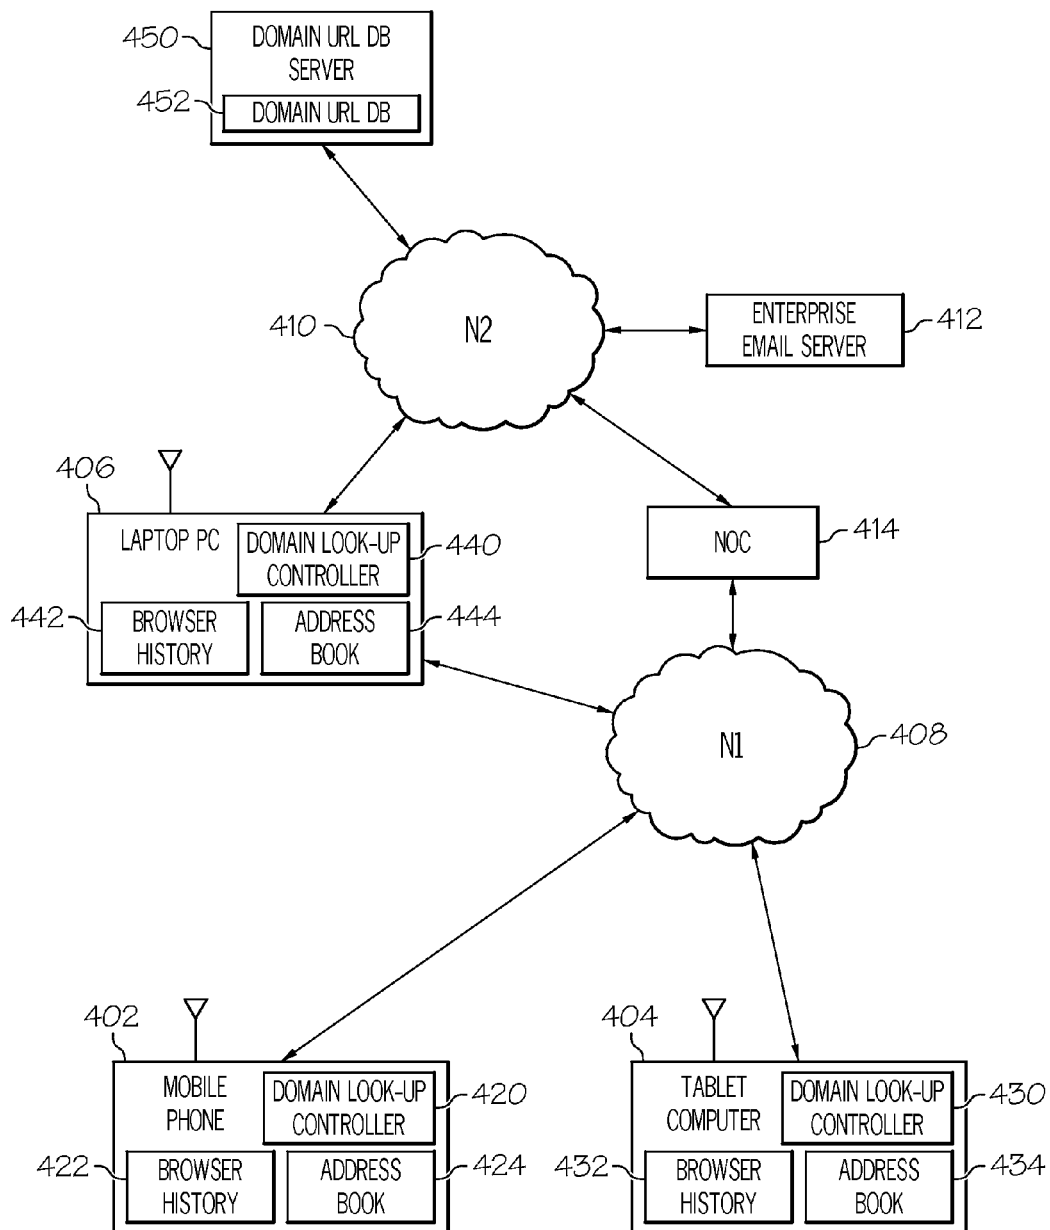 450
DOMAIN URL DB
SERVER
452
DOMAIN URL DB
410
N2
ENTERPRISE
EMAIL SERVER
412
406
LAPTOP PC
DOMAIN LOOK-UP
CONTROLLER
440
442
BROWSER
HISTORY
ADDRESS
BOOK
444
NOC
414
N1
408
402
MOBILE
PHONE
DOMAIN LOOK-UP
CONTROLLER
420
422
BROWSER
HISTORY
ADDRESS
BOOK
424
404
TABLET
COMPUTER
DOMAIN LOOK-UP
CONTROLLER
430
432
BROWSER
HISTORY
ADDRESS
BOOK
434